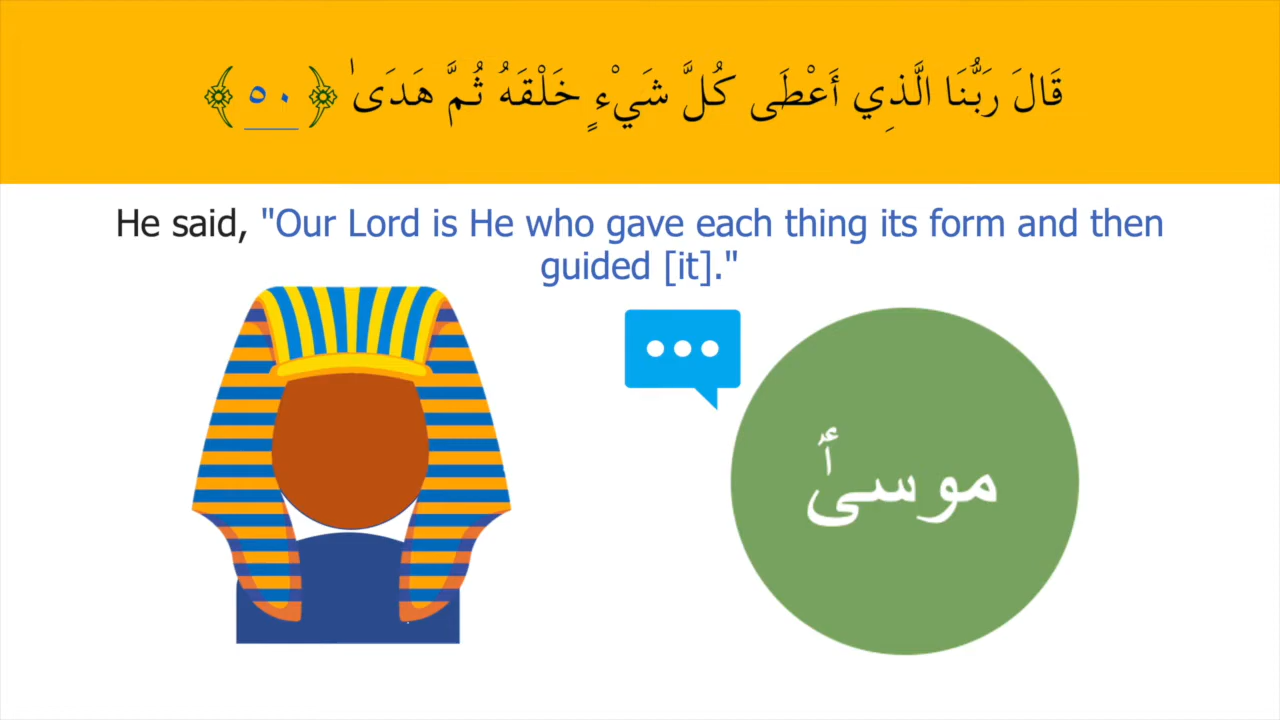 قَالَ رَبُّنَا الَّذِي أَعْطَى كُلَّ شَيْءٍ خَلْقَهُ ثُمَّ هَدَىٰ ﴿٥٠﴾
He said, "Our Lord is He who gave each thing its form and then
guided [it]."
موسىٰ